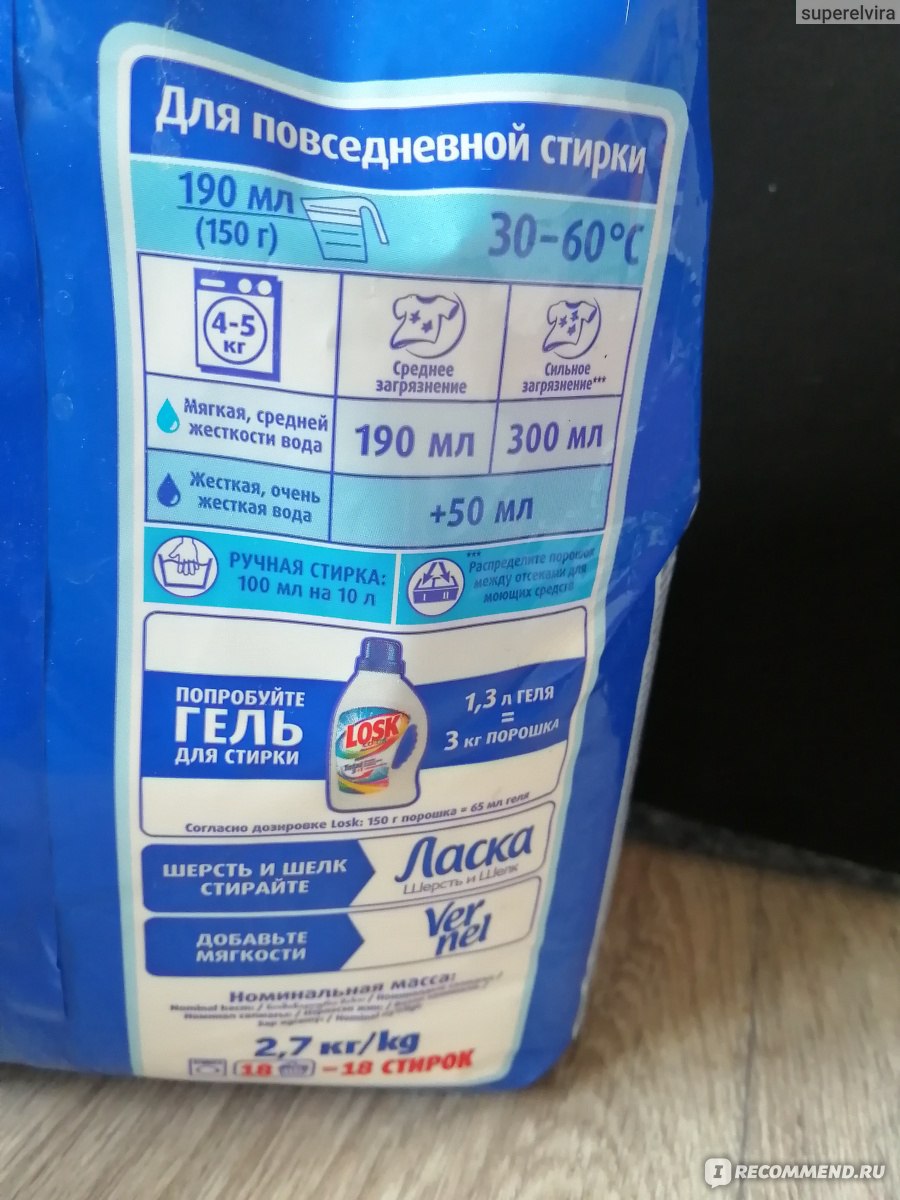 superelvira
Для повседневной стирки
190 мл
(150 г)
30-60°C
4-5
кг
Среднее
загрязнение
Сильное
загрязнение***
Мягкая, средней
жесткости вода
190 мл
300 мл
Жесткая, очень
жесткая вода
+50 мл
РУЧНАЯ СТИРКА:
100 мл на 10 л
***
Распределите порошок
между отсеками для
моющих средств
I II
ПОПРОБУЙТЕ
ГЕЛЬ
ДЛЯ СТИРКИ
LOSK
1,3 л ГЕЛЯ
=
3 кг ПОРОШКА
Согласно дозировке Losk: 150 г порошка = 65 мл геля
ШЕРСТЬ И ШЕЛК
СТИРАЙТЕ
Ласка
Шерсть и Шелк
ДОБАВЬТЕ
МЯГКОСТИ
Ver
nel
Номинальная масса:
2,7 кг/kg
18 – 18 СТИРОК
IRECOMMEND.RU